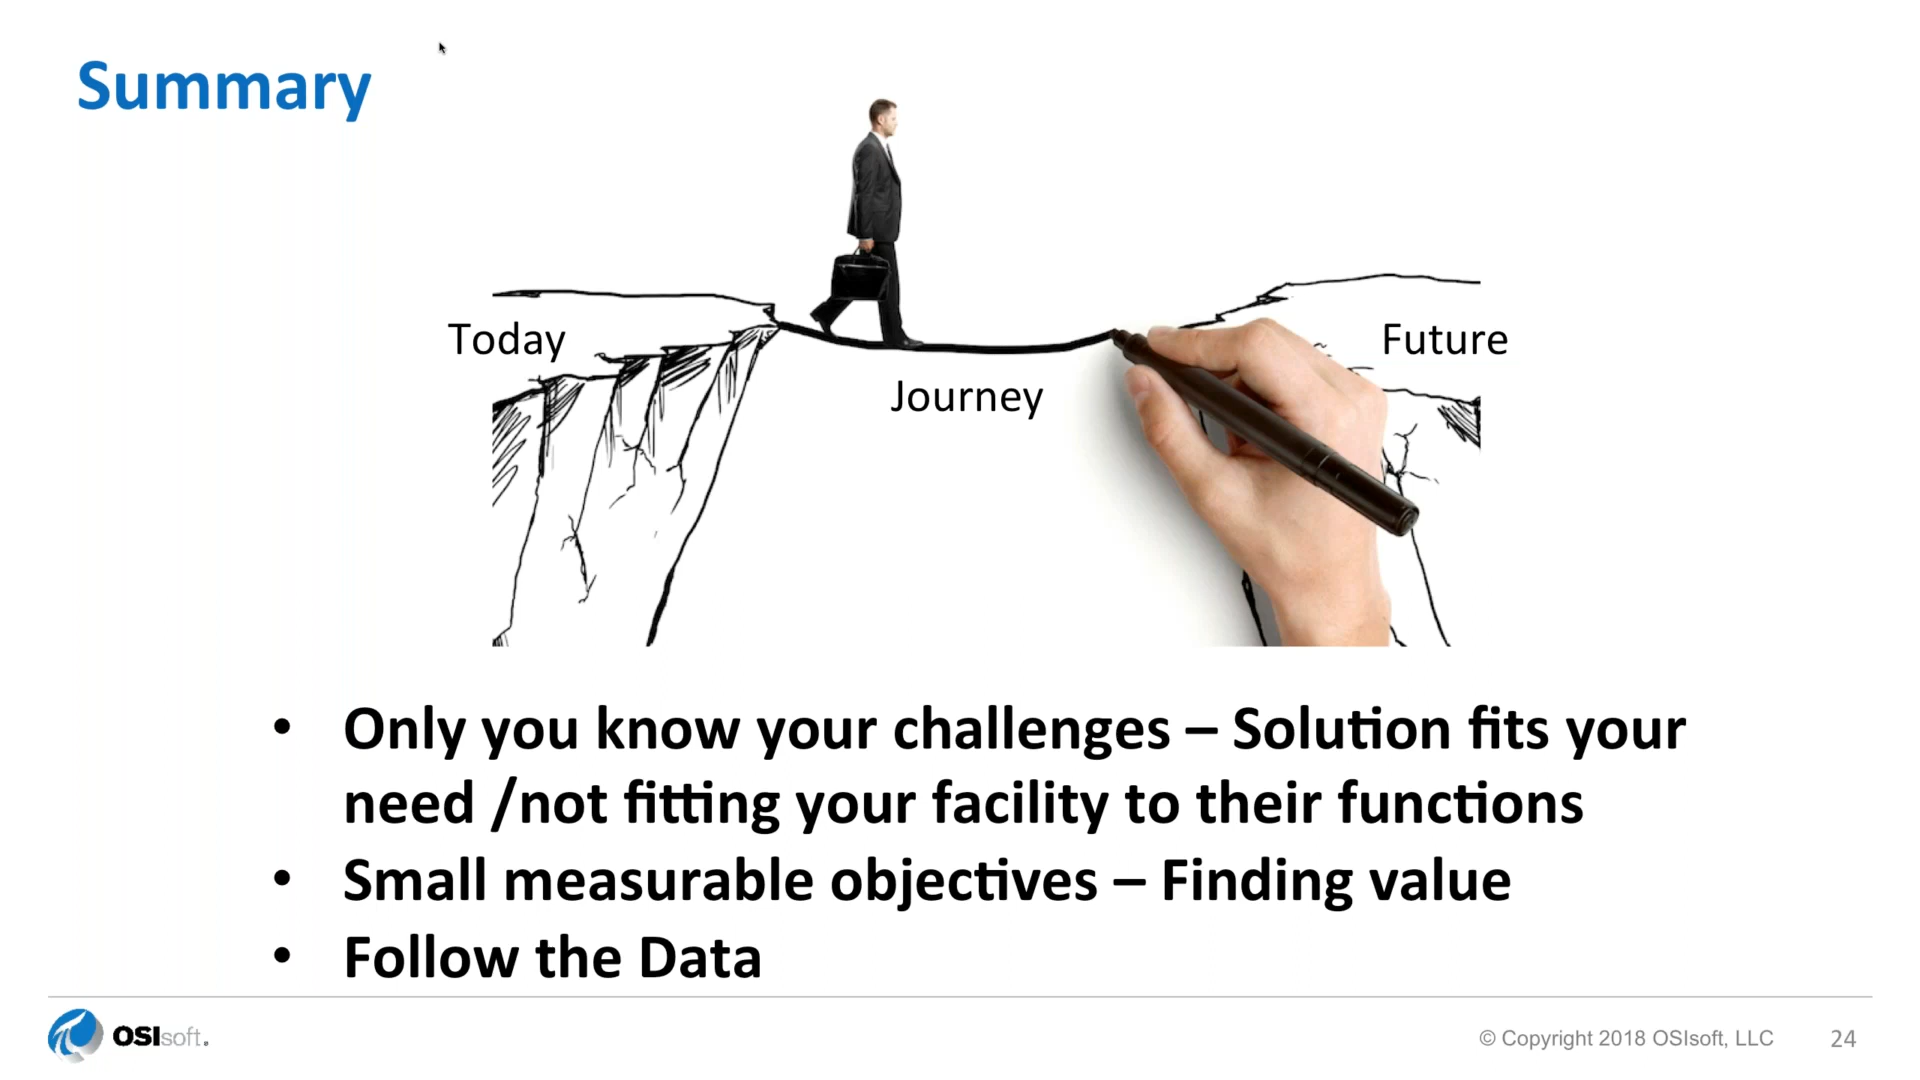 Summary
Today
Future
Journey
• Only you know your challenges – Solution fits your
need /not fitting your facility to their functions
• Small measurable objectives – Finding value
• Follow the Data
OSIsoft.
© Copyright 2018 OSIsoft, LLC
24